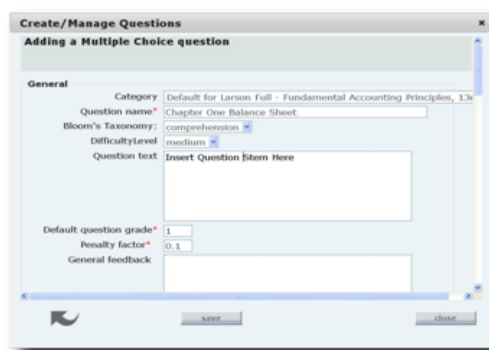 Create/Manage Questions
Adding a Multiple Choice question
General
Category Default for Larson Full - Fundamental Accounting Principles, 13e
Question name* Chapter One Balance Sheet
Bloom's Taxonomy: comprehension
DifficultyLevel medium
Question text Insert Question Stem Here
Default question grade* 1
Penalty factor* 0.1
General feedback
save close